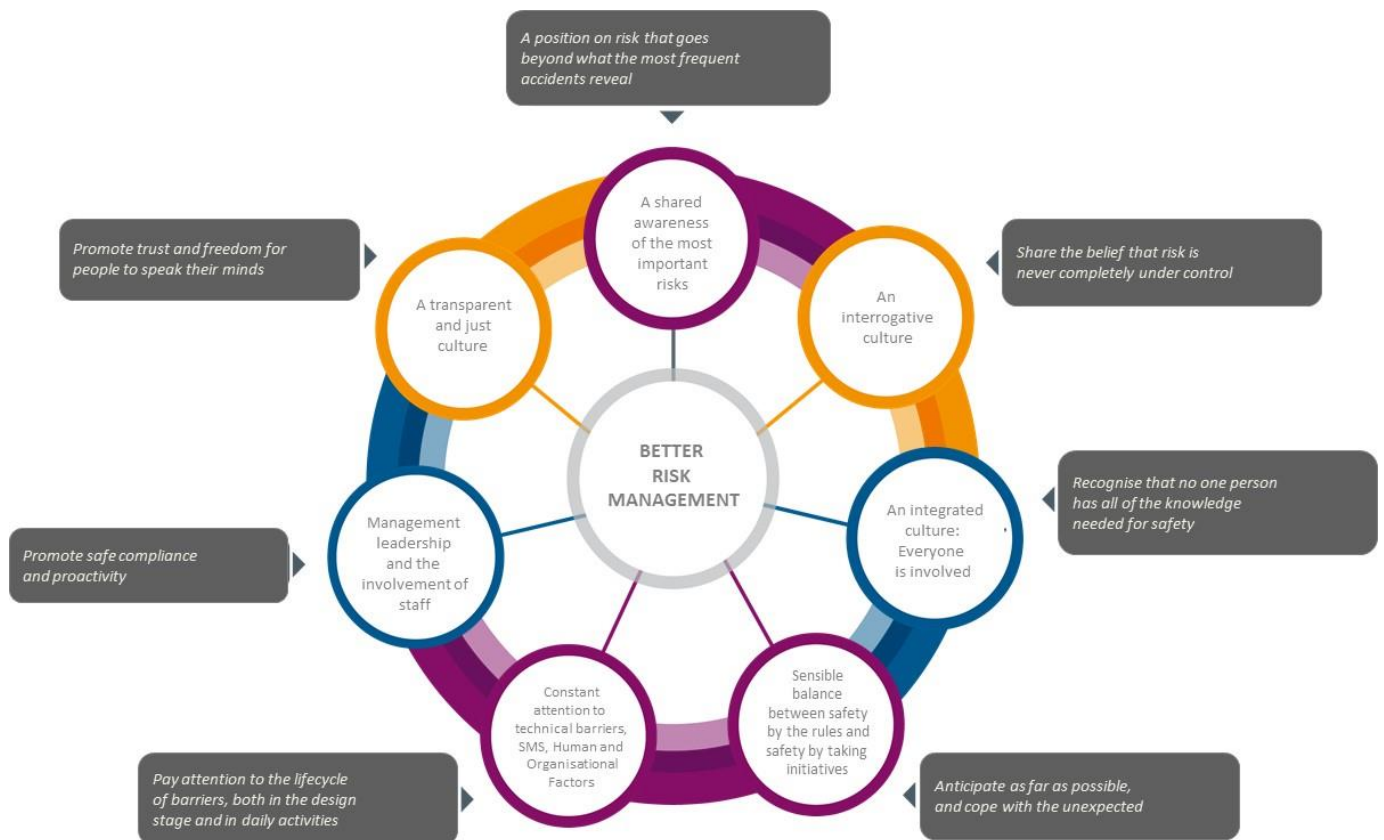 A position on risk that goes
beyond what the most frequent
accidents reveal
A shared
awareness
of the most
important
risks
Promote trust and freedom for
people to speak their minds
A transparent
and just
culture
An
interrogative
culture
Share the belief that risk is
never completely under control
BETTER
RISK
MANAGEMENT
An integrated
culture:
Everyone
is involved
Recognise that no one person
has all of the knowledge
needed for safety
Promote safe compliance
and proactivity
Management
leadership
and the
involvement of
staff
Constant
attention to
technical barriers,
SMS, Human and
Organisational
Factors
Sensible
balance
between safety
by the rules and
safety by taking
initiatives
Pay attention to the lifecycle
of barriers, both in the design
stage and in daily activities
Anticipate as far as possible,
and cope with the unexpected